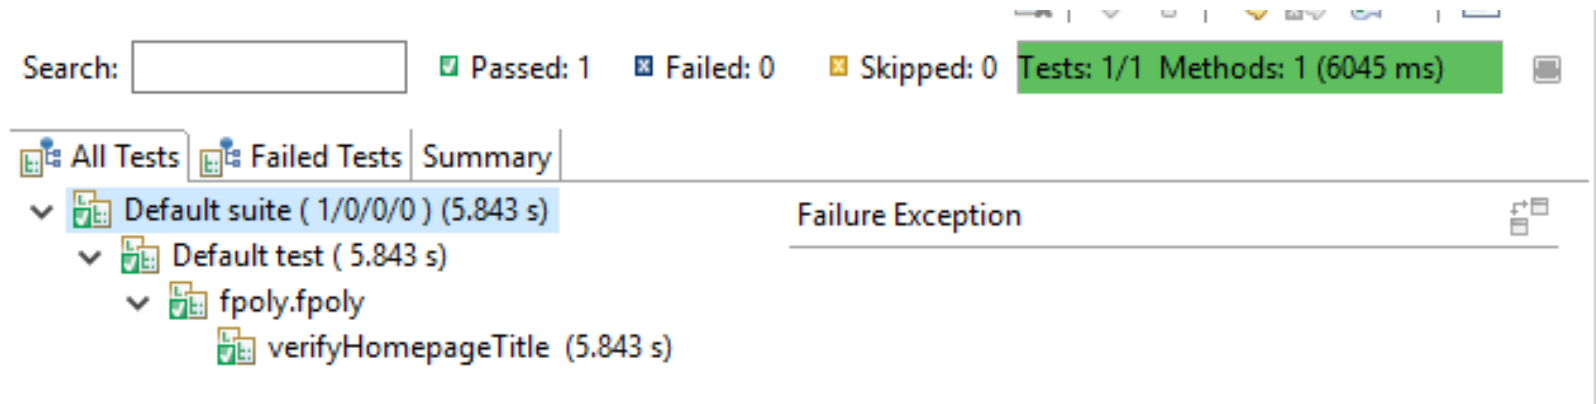 Search: Passed: 1 Failed: 0 Skipped: 0 Tests: 1/1 Methods: 1 (6045 ms)
All Tests Failed Tests Summary
Default suite ( 1/0/0/0 ) (5.843 s)
Failure Exception
Default test ( 5.843 s)
fpoly.fpoly
verifyHomepageTitle (5.843 s)